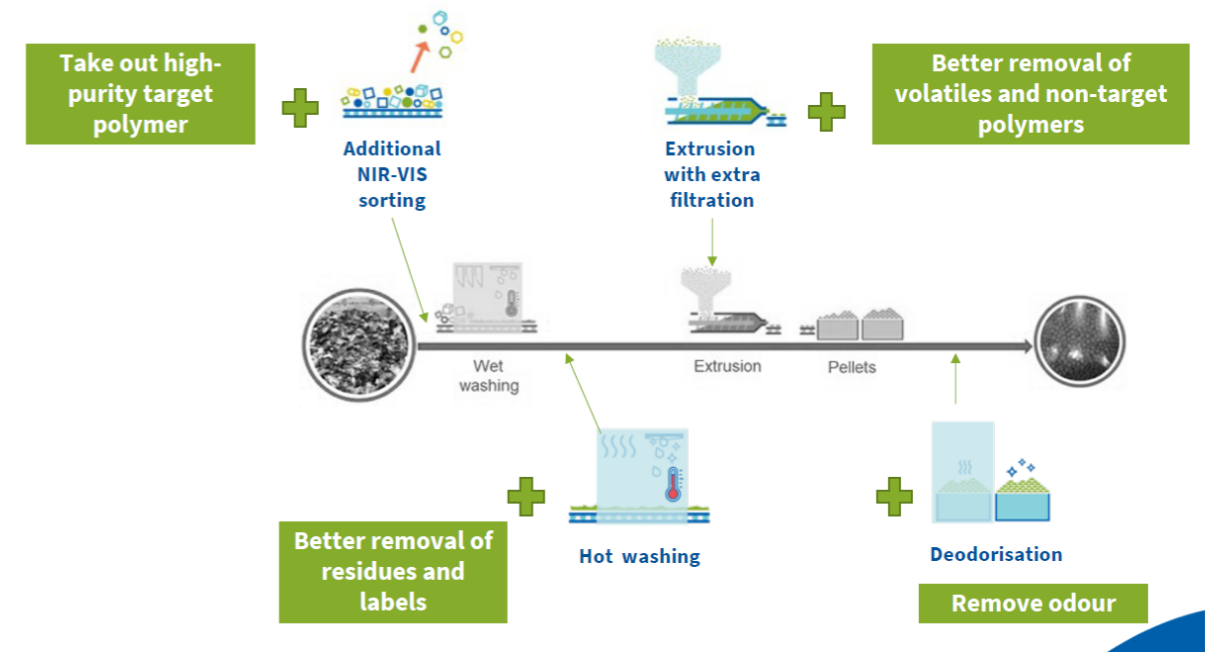 Take out high-
purity target
polymer
Additional
NIR-VIS
sorting
Extrusion
with extra
filtration
Better removal of
volatiles and non-target
polymers
Wet
washing
Extrusion
Pellets
Better removal of
residues and
labels
Hot washing
Deodorisation
Remove odour